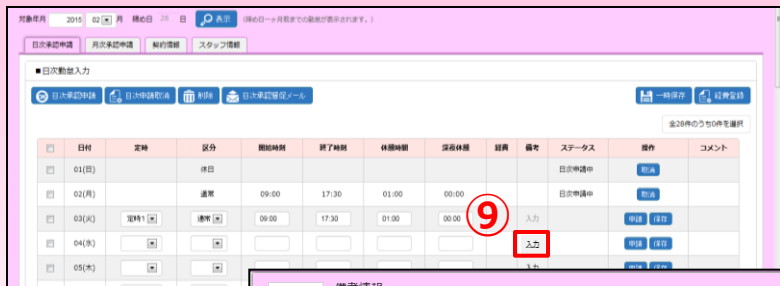 対象年月 2015 02 月 締め日 28 日 表示 (締め日～ヶ月前までの勤怠が表示されます。)
日次承認申請 月次承認申請 契約情報 スタッフ情報
■日次勤怠入力
日次承認申請 日次申請取消 削除 日次承認催促メール 一時保存 経費登録
全28件のうち0件を選択
日付 定時 区分 開始時刻 終了時刻 休憩時間 深夜休憩 経費 備考 ステータス 操作 コメント
01(日) 休日 日次申請中 取消
02(月) 通常 09:00 17:30 01:00 00:00 日次申請中 取消
03(火) 定時1 通常 09:00 17:30 01:00 00:00 ⑨ 入力 申請 保存
04(水) 入力 申請 保存
05(木) 入力 申請 保存
備考情報